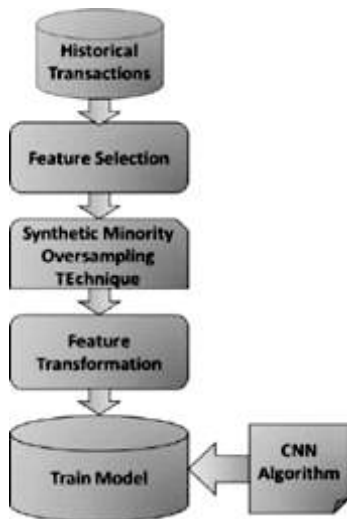 Historical
Transactions
Feature Selection
Synthetic Minority
Oversampling
TEchnique
Feature
Transformation
Train Model
CNN
Algorithm